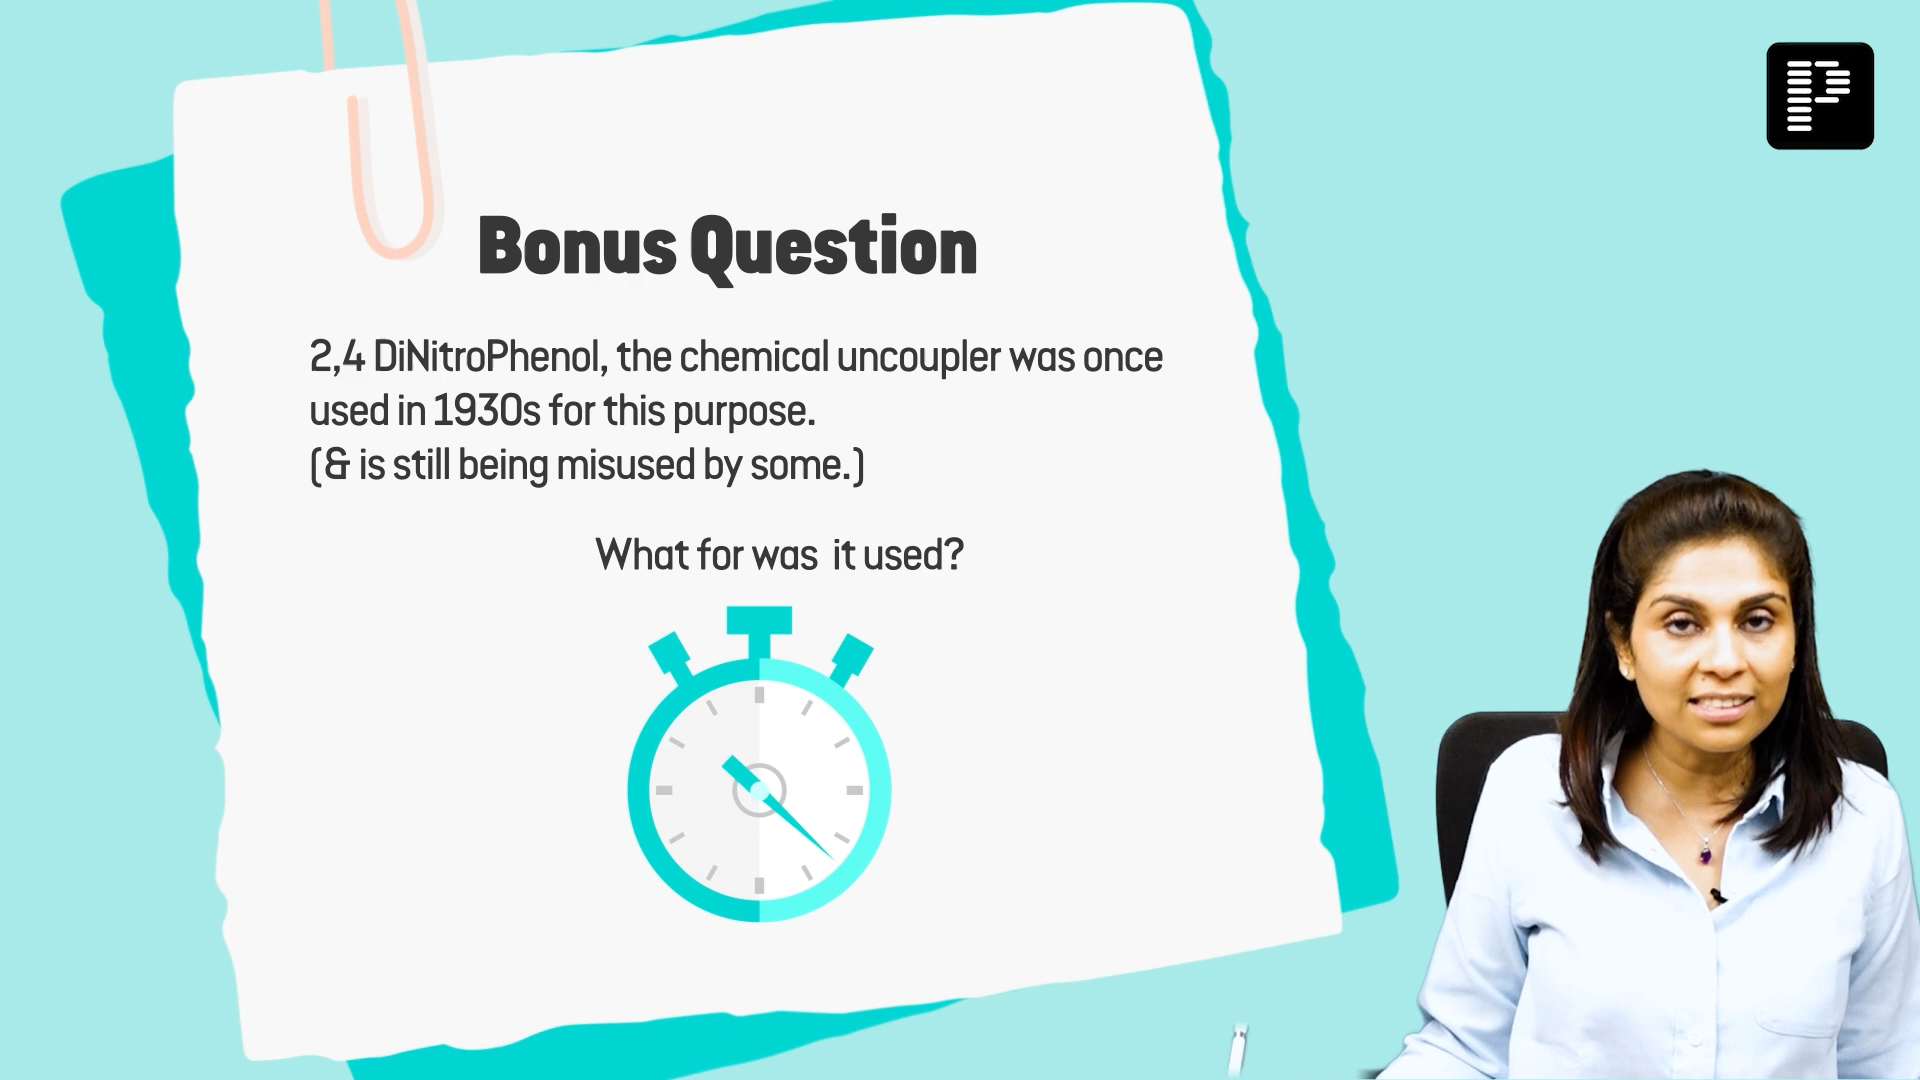 Bonus Question
2,4 DiNitroPhenol, the chemical uncoupler was once
used in 1930s for this purpose.
(& is still being misused by some.)
What for was it used?
P